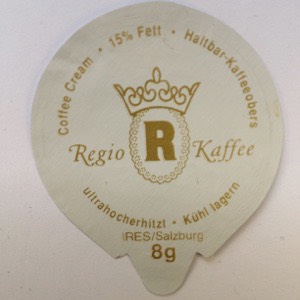 Coffee Cream • 15% Fett • Haltbar-Kaffeeobers
R
Regio Kaffee
ultrahocherhitzt • Kühl lagern
IRES/Salzburg
8g